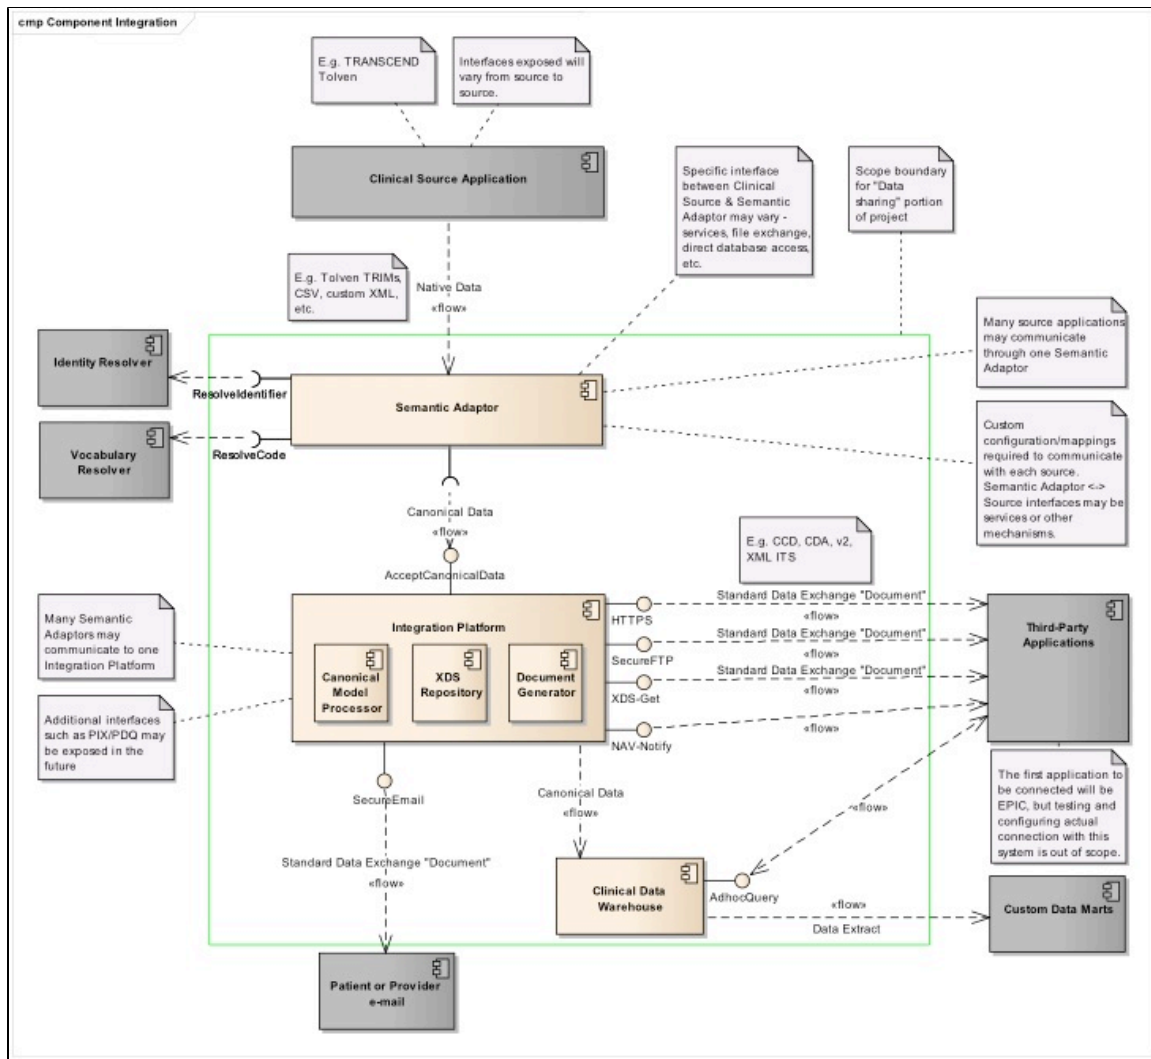 cmp Component Integration
E.g. TRANSCEND
Tolven
Interfaces exposed will
vary from source to
source.
Clinical Source Application
Specific interface
between Clinical
Source & Semantic
Adaptor may vary -
services, file exchange,
direct database access,
etc.
Scope boundary
for "Data
sharing" portion
of project
E.g. Tolven TRIMs,
CSV, custom XML,
etc.
Native Data
«flow»
Many source applications
may communicate
through one Semantic
Adaptor
Identity Resolver
ResolveIdentifier
Semantic Adaptor
Vocabulary
Resolver
ResolveCode
Custom
configuration/mappings
required to communicate
with each source.
Semantic Adaptor <->
Source interfaces may be
services or other
mechanisms.
Canonical Data
«flow»
AcceptCanonicalData
E.g. CCD, CDA, v2,
XML ITS
Many Semantic
Adaptors may
communicate to one
Integration Platform
Additional interfaces
such as PIX/PDQ may
be exposed in the
future
Integration Platform
Canonical
Model
Processor
XDS
Repository
Document
Generator
HTTPS
Standard Data Exchange "Document"
«flow»
SecureFTP
Standard Data Exchange "Document"
«flow»
XDS-Get
Standard Data Exchange "Document"
«flow»
NAV-Notify
«flow»
Third-Party
Applications
The first application to
be connected will be
EPIC, but testing and
configuring actual
connection with this
system is out of scope.
SecureEmail
Standard Data Exchange "Document"
«flow»
Canonical Data
«flow»
«flow»
Clinical Data
Warehouse
AdhocQuery
«flow»
Data Extract
Custom Data Marts
Patient or Provider
e-mail